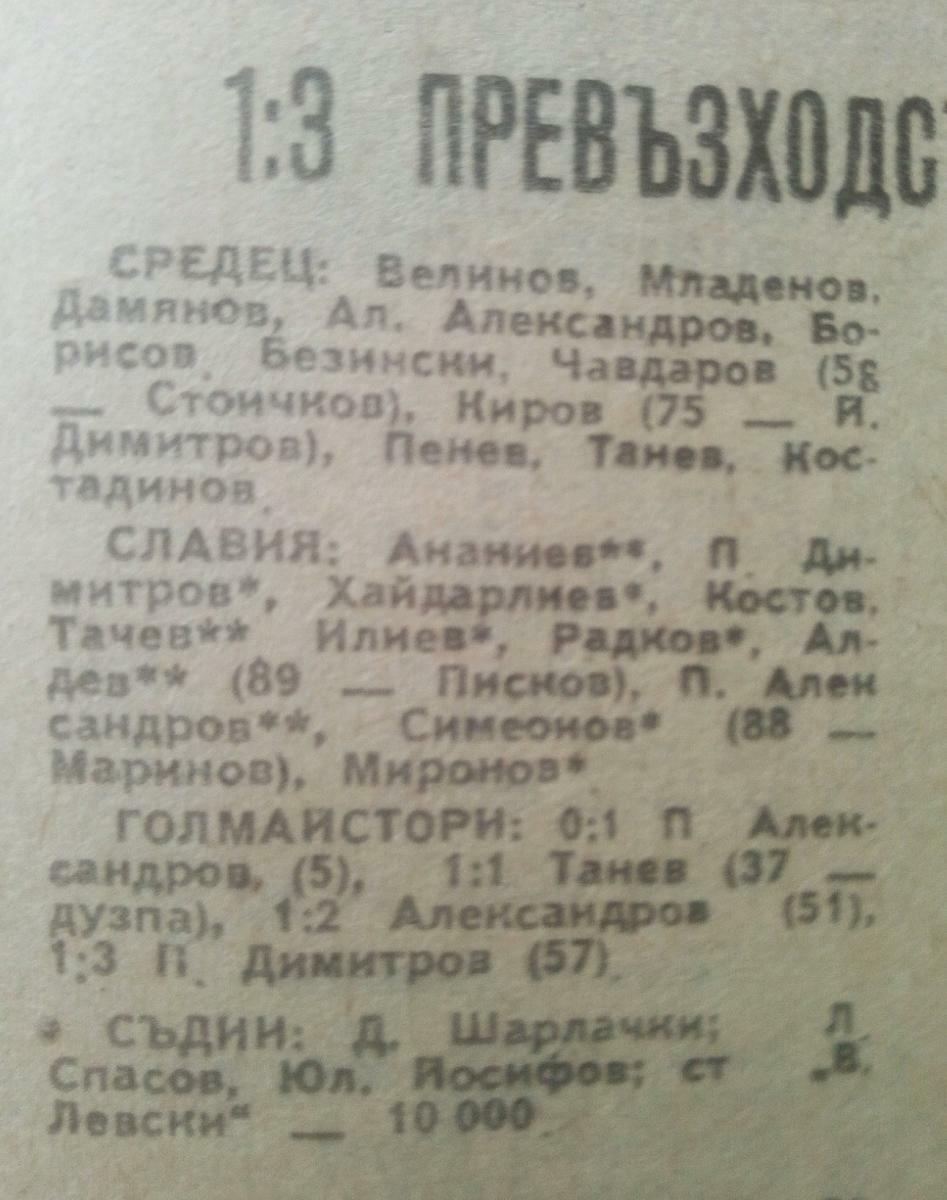 1:3 ПРЕВЪЗХОДС
СРЕДЕЦ: Велинов, Младенов,
Дамянов, Ал. Александров, Бо-
рисов, Безински, Чавдаров (58
— Стоичков), Киров (75 — И.
Димитров), Пенев, Танев, Кос-
тадинов.
СЛАВИЯ: Ананиев**, П. Ди-
митров*, Хайдарлиев*, Костов,
Тачев** Илиев*, Радков*, Ал-
дев** (89 — Писков), П. Алек
сандров**, Симеонов* (88 —
Маринов), Миронов*
ГОЛМАЙСТОРИ: 0:1 П Алек-
сандров, (5), 1:1 Танев (37 —
дузпа), 1:2 Александров (51),
1:3 П. Димитров (57).
* СЪДИИ: Д. Шарлачки; Л.
Спасов, Юл. Йосифов; ст „В.
Левски“ — 10 000.